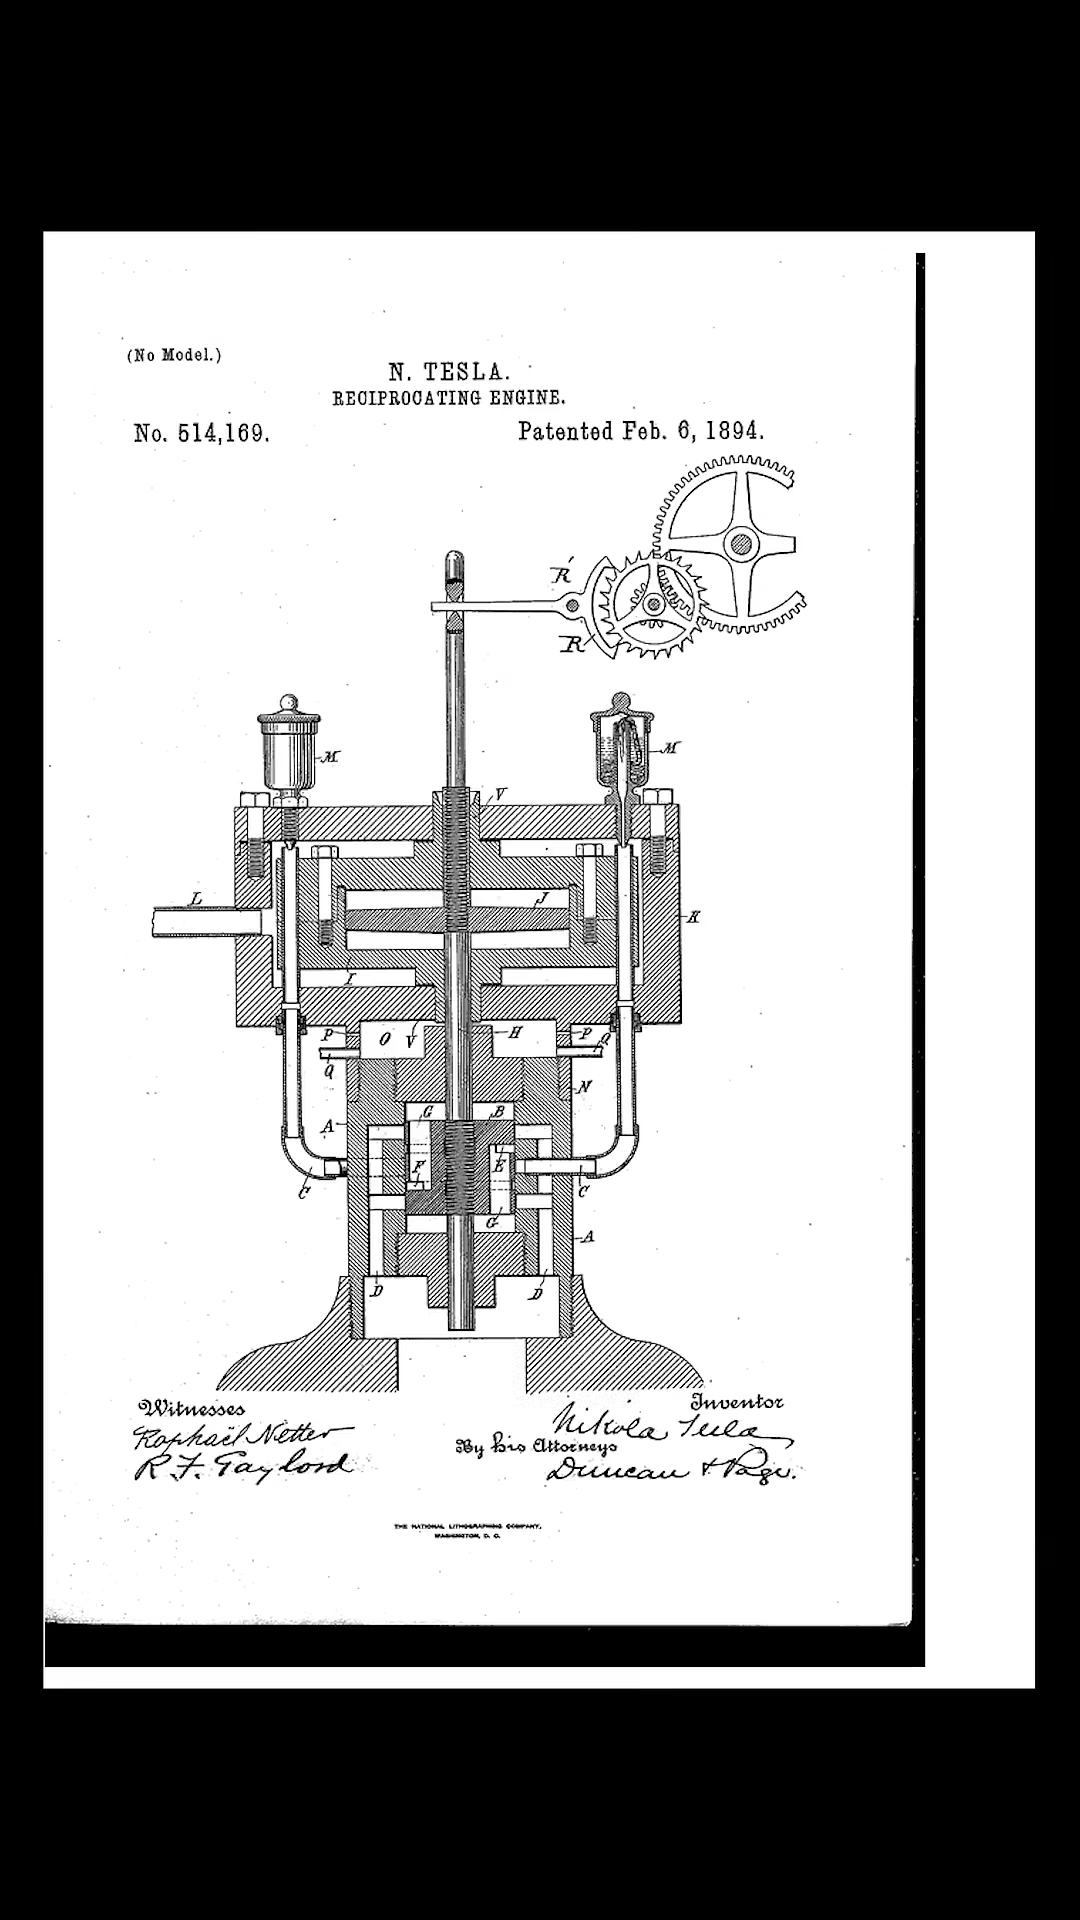 (No Model.)
N. TESLA.
RECIPROCATING ENGINE.
No. 514,169.
Patented Feb. 6, 1894.
R'
R
M
M
V
L
J
K
I
P
O
V
H
P
Q
Q
N
G
B
A
F
E
C
C
G
A
D
D
Witnesses
Raphaël Netter
R. F. Gaylord
Inventor
Nikola Tesla
By his Attorneys
Duncan & Page.
THE NATIONAL LITHOGRAPHING COMPANY,
WASHINGTON, D. C.